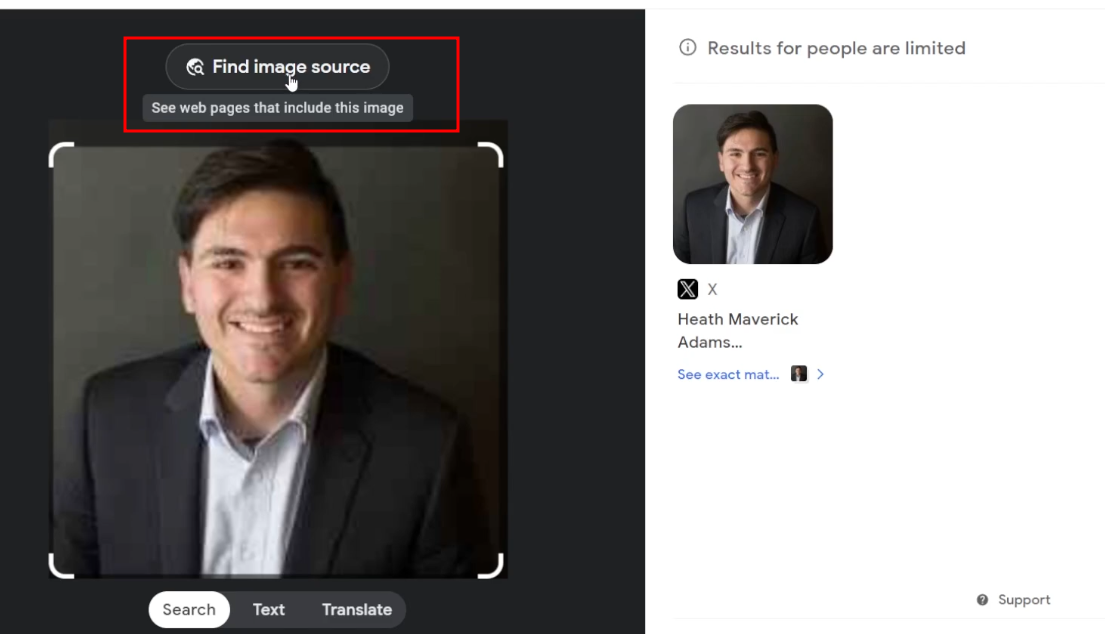 Find image source
See web pages that include this image
Search Text Translate
Results for people are limited
X
Heath Maverick
Adams...
See exact mat...
Support